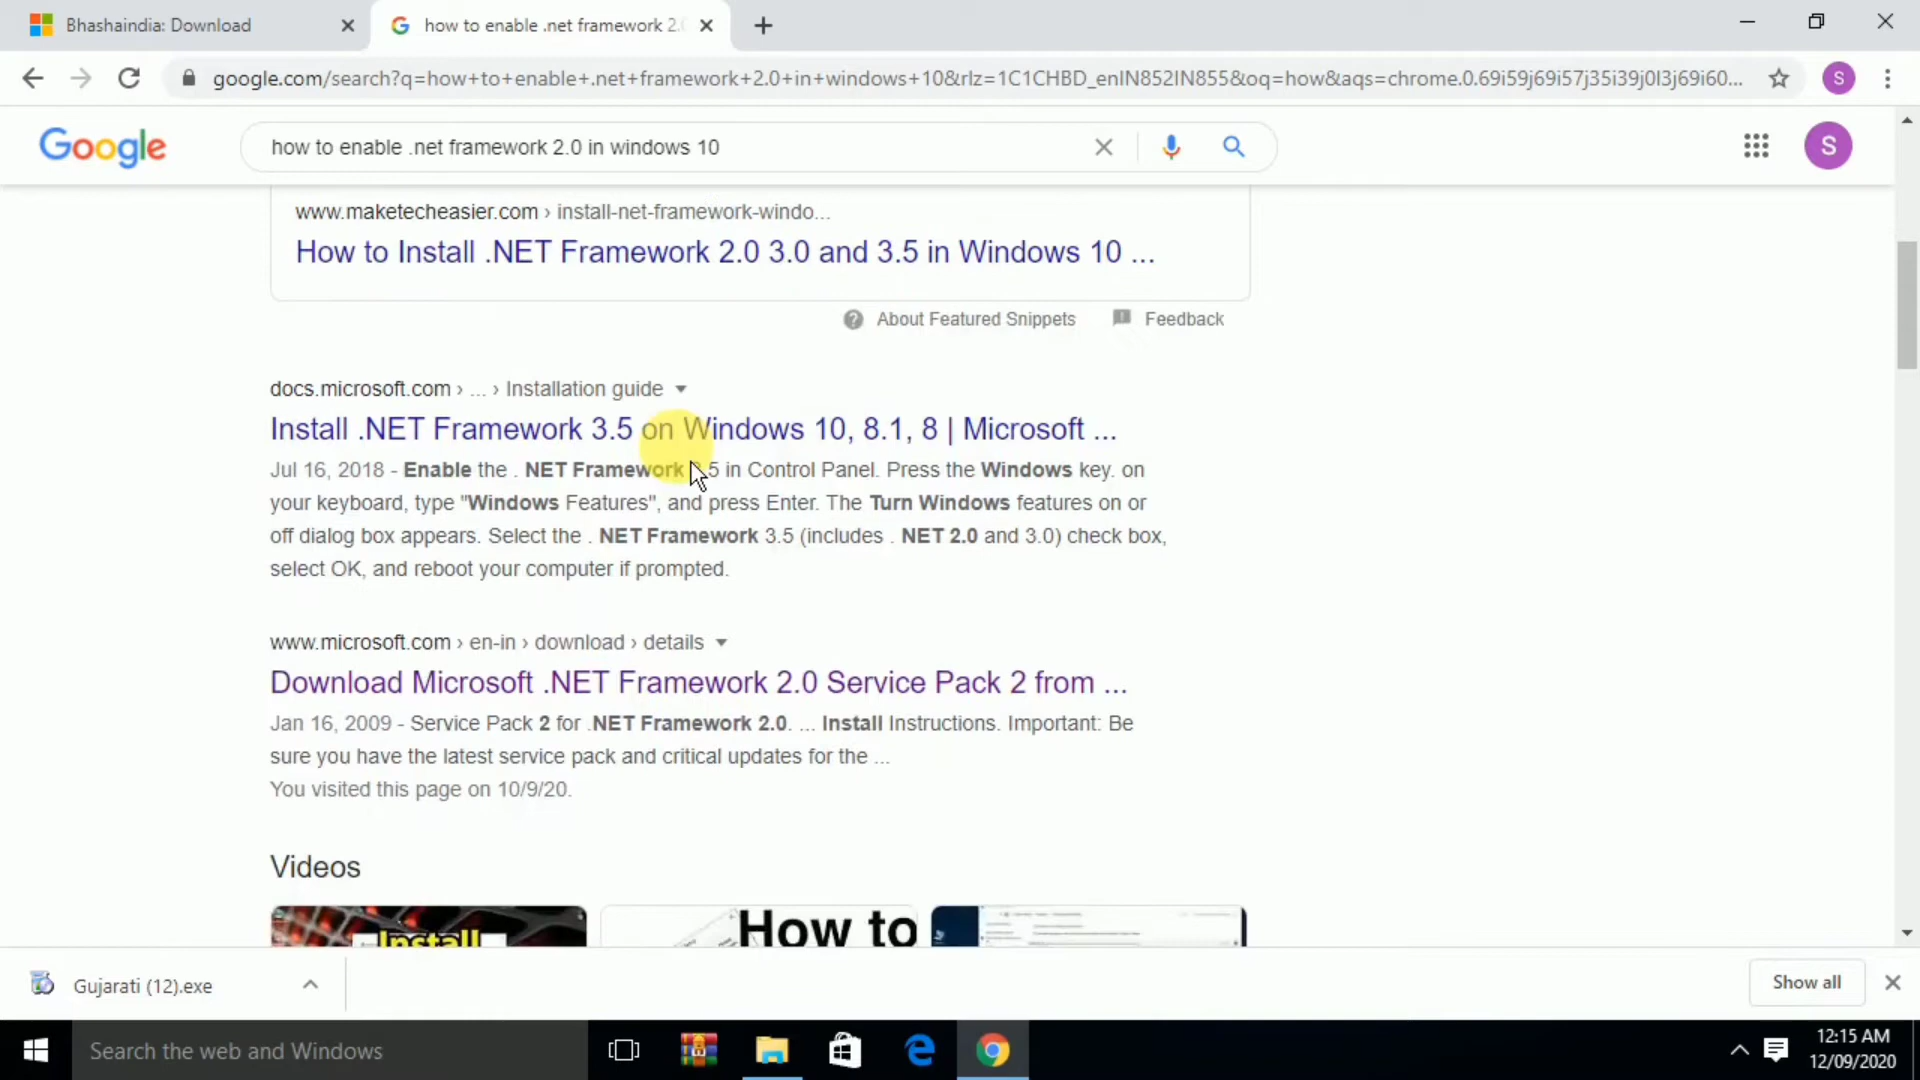 Bhashaindia: Download
how to enable .net framework 2.
google.com/search?q=how+to+enable+.net+framework+2.0+in+windows+10&rlz=1C1CHBD_enIN852IN855&oq=how&aqs=chrome.0.69i59j69i57j35i39j0l3j69i60...
S
Google
how to enable .net framework 2.0 in windows 10
S
www.maketecheasier.com › install-net-framework-windo...
How to Install .NET Framework 2.0 3.0 and 3.5 in Windows 10 ...
About Featured Snippets
Feedback
docs.microsoft.com › ... › Installation guide
Install .NET Framework 3.5 on Windows 10, 8.1, 8 | Microsoft ...
Jul 16, 2018 - Enable the . NET Framework 3.5 in Control Panel. Press the Windows key. on
your keyboard, type "Windows Features", and press Enter. The Turn Windows features on or
off dialog box appears. Select the . NET Framework 3.5 (includes . NET 2.0 and 3.0) check box,
select OK, and reboot your computer if prompted.
www.microsoft.com › en-in › download › details
Download Microsoft .NET Framework 2.0 Service Pack 2 from ...
Jan 16, 2009 - Service Pack 2 for .NET Framework 2.0. ... Install Instructions. Important: Be
sure you have the latest service pack and critical updates for the ...
You visited this page on 10/9/20.
Videos
Install
How to
Gujarati (12).exe
Show all
Search the web and Windows
12:15 AM
12/09/2020